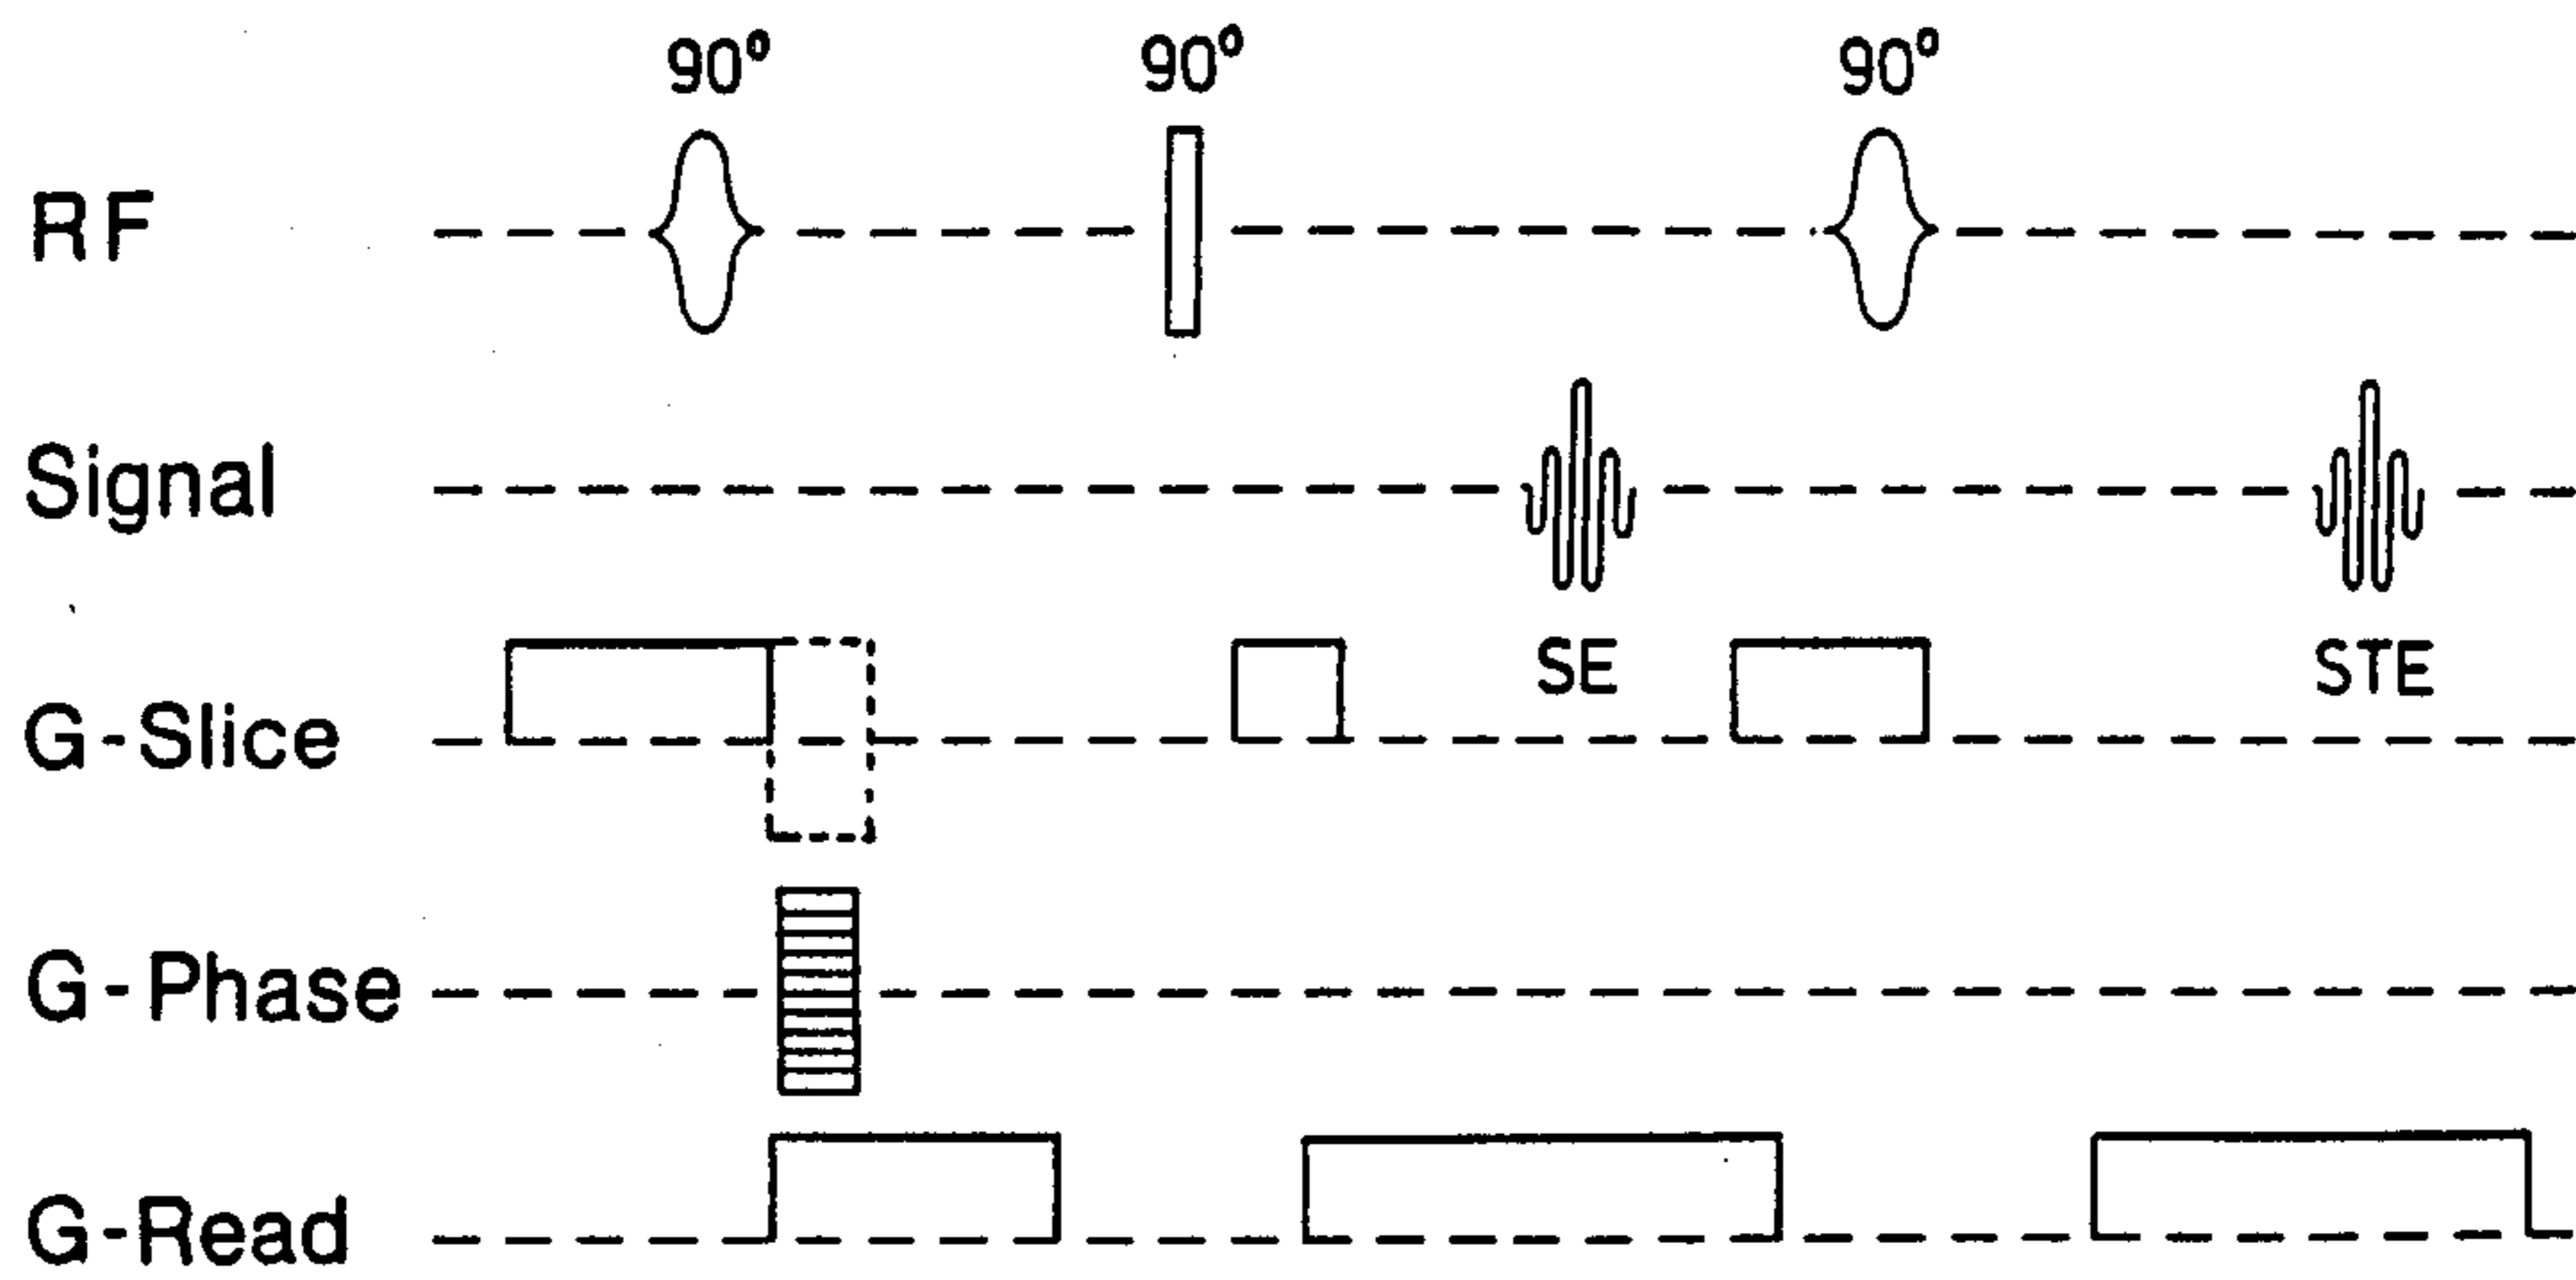 90° 90° 90°
RF
Signal
SE STE
G-Slice
G-Phase
G-Read